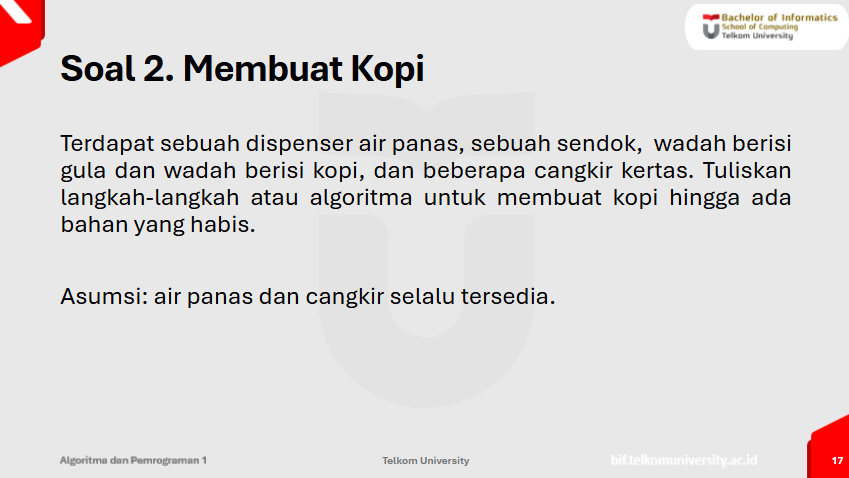 Bachelor of Informatics
School of Computing
Telkom University
Soal 2. Membuat Kopi
Terdapat sebuah dispenser air panas, sebuah sendok, wadah berisi
gula dan wadah berisi kopi, dan beberapa cangkir kertas. Tuliskan
langkah-langkah atau algoritma untuk membuat kopi hingga ada
bahan yang habis.
Asumsi: air panas dan cangkir selalu tersedia.
Algoritma dan Pemrograman 1
Telkom University
bif.telkomuniversity.ac.id
17